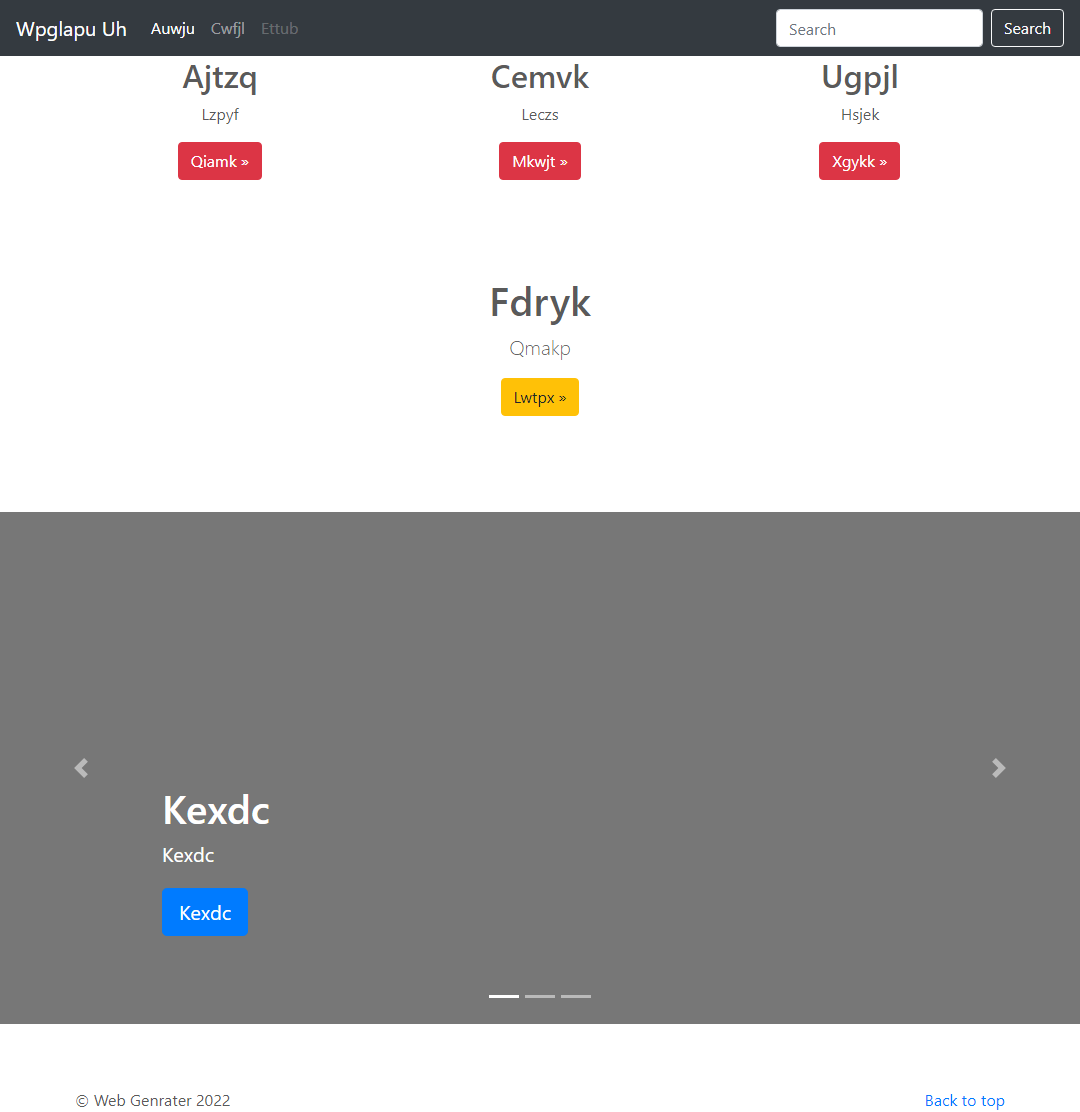 Wpglapu Uh Auwju Cwfjl Ettub Search Search
Ajtzq Cemvk Ugpjl
Lzpyf Leczs Hsjek
Qiamk » Mkwjt » Xgykk »
Fdryk
Qmakp
Lwtpx »
Kexdc
Kexdc
Kexdc
© Web Genrater 2022 Back to top